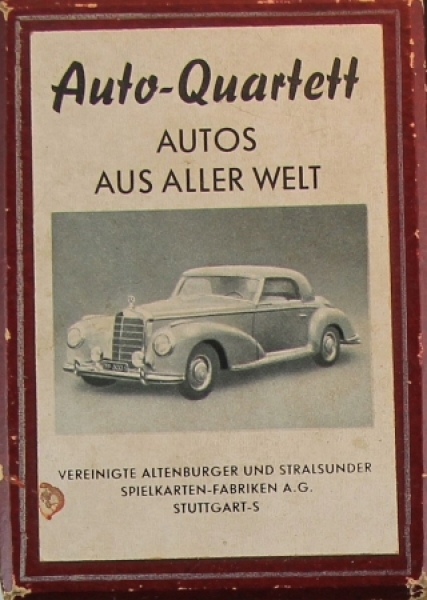 Auto-Quartett
AUTOS
AUS ALLER WELT
VEREINIGTE ALTENBURGER UND STRALSUNDER
SPIELKARTEN-FABRIKEN A.G.
STUTTGART-S